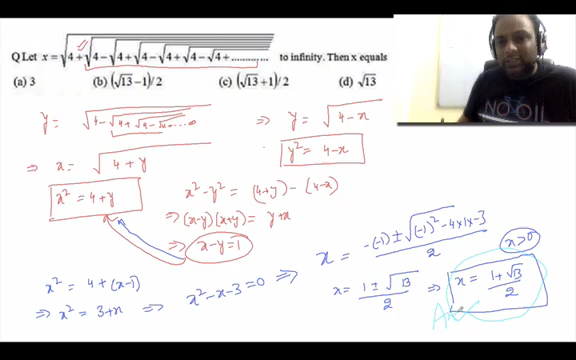 Q Let x = √4 + √4 − √4 + √4 − √4 + √4 − √4 + ............ to infinity. Then x equals
(a) 3 (b) (√13 −1)/2 (c) (√13 +1)/2 (d) √13
y = √4 − √4 + √4 − √4 ... ∞ ⇒ y = √4 − x
⇒ x = √4 + y y² = 4 − x
x² = 4 + y x² − y² = (4+y) − (4−x)
⇒ (x−y)(x+y) = y + x
⇒ x − y = 1
x² = 4 + (x−1)
⇒ x² = 3 + x ⇒ x² − x − 3 = 0 ⇒ x = −(−1) ± √(−1)² − 4×1×−3 / 2
x = 1 ± √13 / 2 ⇒ x = 1 + √13 / 2 x > 0
Ans
NO OIL